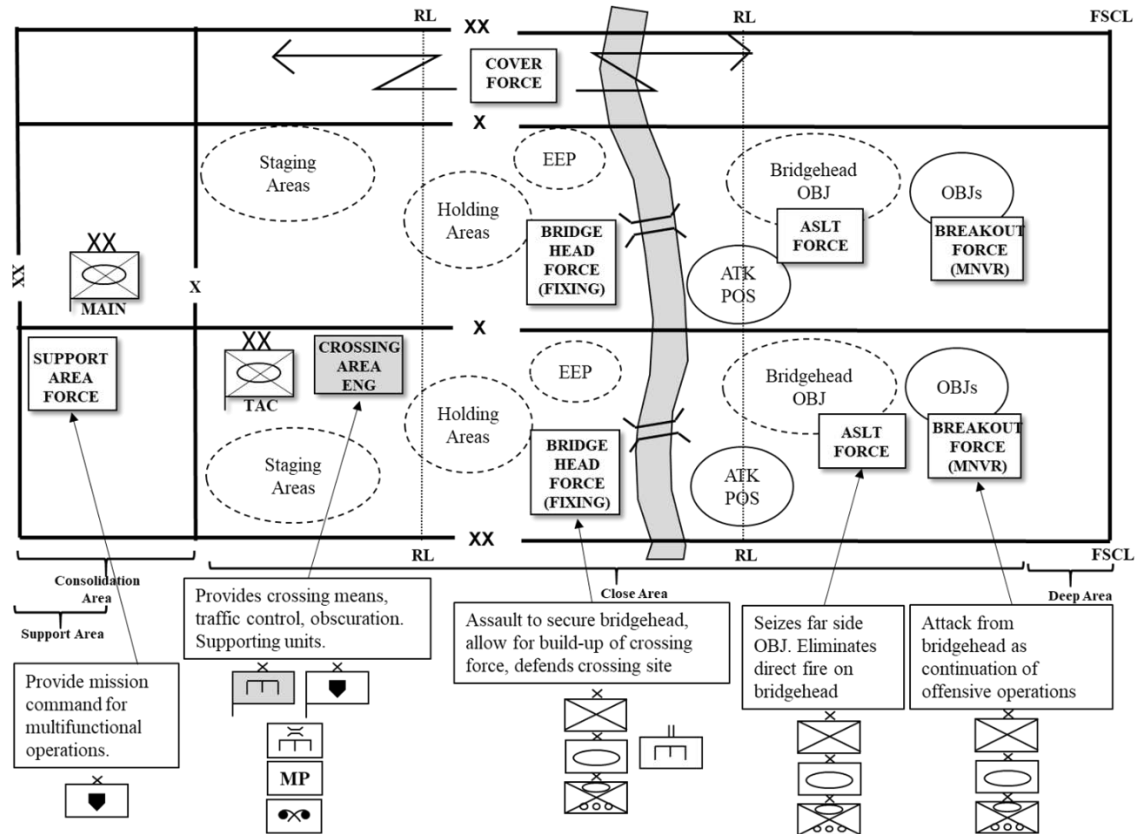 RL
XX
RL
FSCL
COVER
FORCE
X
Staging
Areas
EEP
Holding
Areas
Bridgehead
OBJ
OBJs
ASLT
FORCE
BREAKOUT
FORCE
(MNVR)
BRIDGE
HEAD
FORCE
(FIXING)
ATK
POS
XX
MAIN
XX
X
X
SUPPORT
AREA
FORCE
XX
TAC
CROSSING
AREA
ENG
EEP
Holding
Areas
Staging
Areas
Bridgehead
OBJ
OBJs
ASLT
FORCE
BREAKOUT
FORCE
(MNVR)
BRIDGE
HEAD
FORCE
(FIXING)
ATK
POS
RL
XX
RL
FSCL
Consolidation
Area
Support Area
Close Area
Deep Area
Provide mission
command for
multifunctional
operations.
Provides crossing means,
traffic control, obscuration.
Supporting units.
MP
Assault to secure bridgehead,
allow for build-up of crossing
force, defends crossing site
Seizes far side
OBJ. Eliminates
direct fire on
bridgehead
Attack from
bridgehead as
continuation of
offensive operations